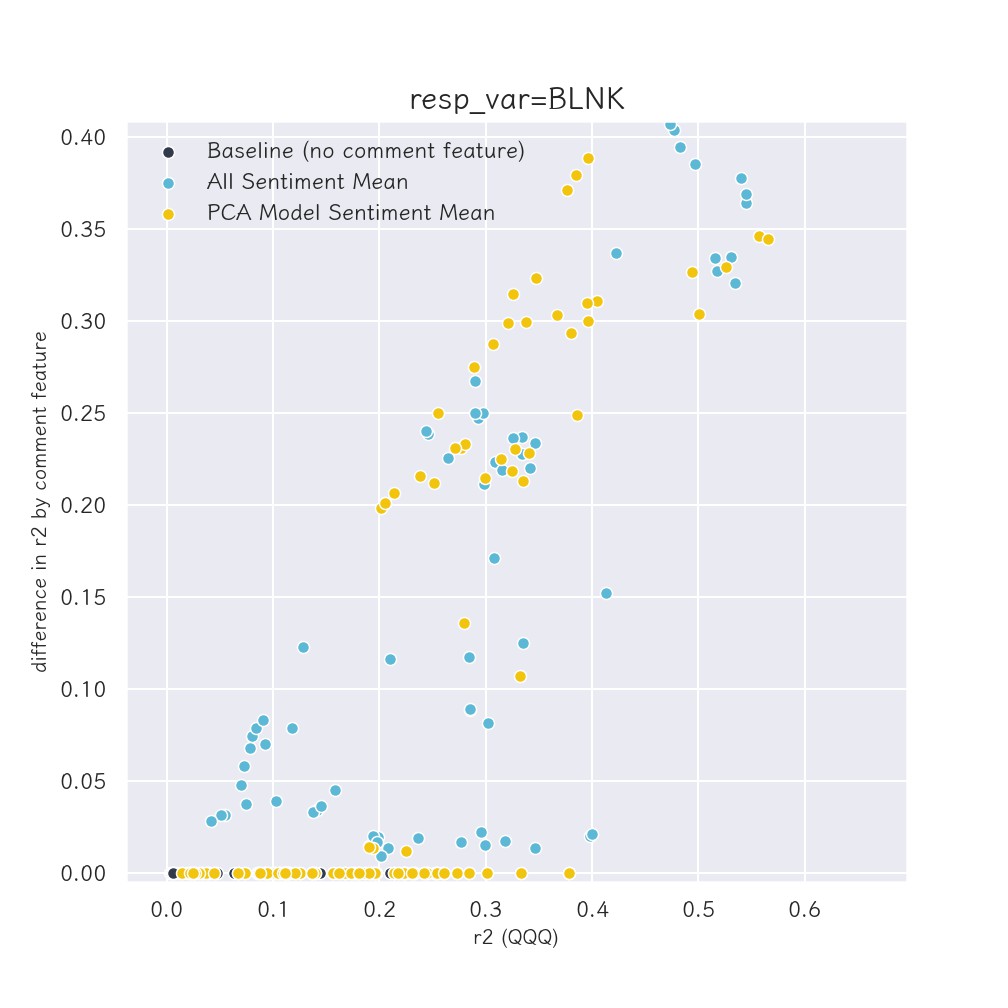 resp_var=BLNK
Baseline (no comment feature)
All Sentiment Mean
PCA Model Sentiment Mean
difference in r2 by comment feature
0.40
0.35
0.30
0.25
0.20
0.15
0.10
0.05
0.00
0.0 0.1 0.2 0.3 0.4 0.5 0.6
r2 (QQQ)